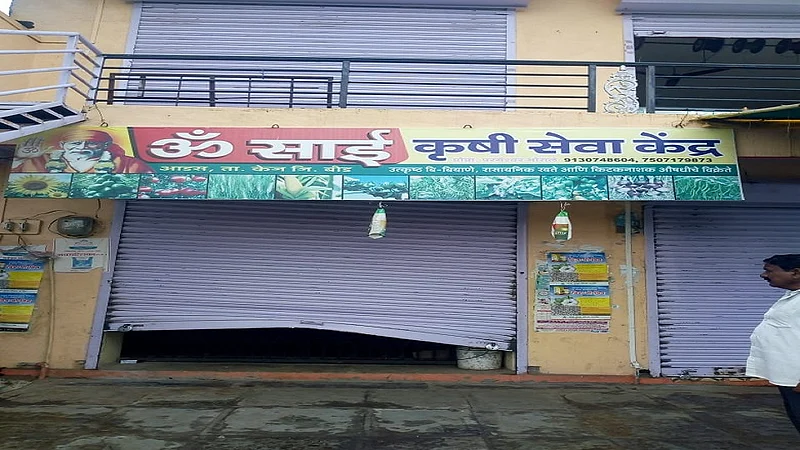 ॐ साई कृषी सेवा केंद्र
9130748604, 7507179873
आडस, ता. केज जि. बीड
उत्कृष्ट बि-बियाणे, रासायनिक खते आणि किटकनाशक औषधीचे विक्रेते